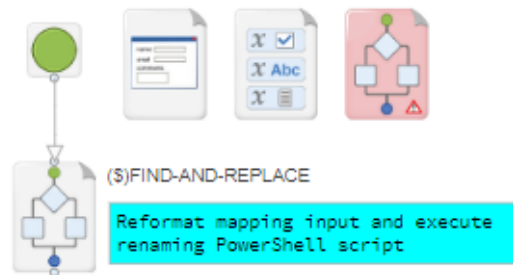 name
email
comments
x
x Abc
x
($)FIND-AND-REPLACE
Reformat mapping input and execute
renaming PowerShell script